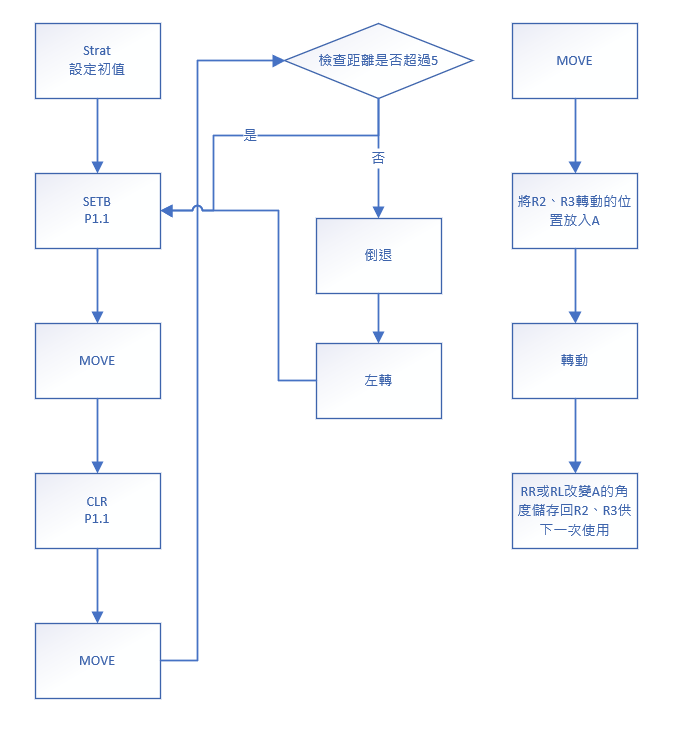 Strat
設定初值
SETB
P1.1
MOVE
CLR
P1.1
MOVE
檢查距離是否超過5
是
否
倒退
左轉
MOVE
將R2、R3轉動的位
置放入A
轉動
RR或RL改變A的角
度儲存回R2、R3供
下一次使用